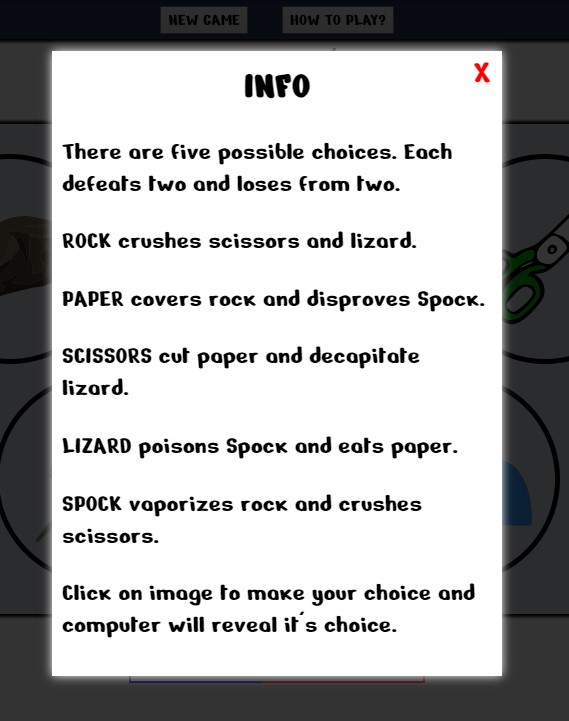 NEW GAME HOW TO PLAY?
X
INFO
There are five possible choices. Each
defeats two and loses from two.
ROCK crushes scissors and lizard.
PAPER covers rock and disproves Spock.
SCISSORS cut paper and decapitate
lizard.
LIZARD poisons Spock and eats paper.
SPOCK vaporizes rock and crushes
scissors.
Click on image to make your choice and
computer will reveal it's choice.